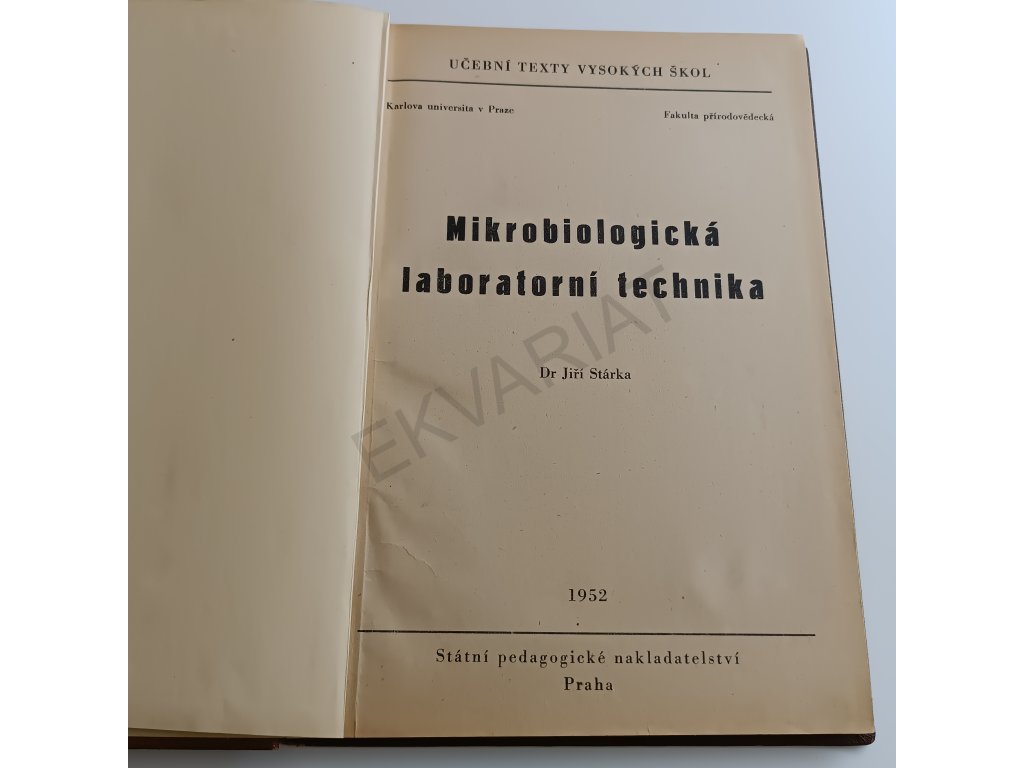 UČEBNÍ TEXTY VYSOKÝCH ŠKOL
Karlova universita v Praze
Fakulta přírodovědecká
Mikrobiologická
laboratorní technika
EKVARIAT
Dr Jiří Stárka
1952
Státní pedagogické nakladatelství
Praha